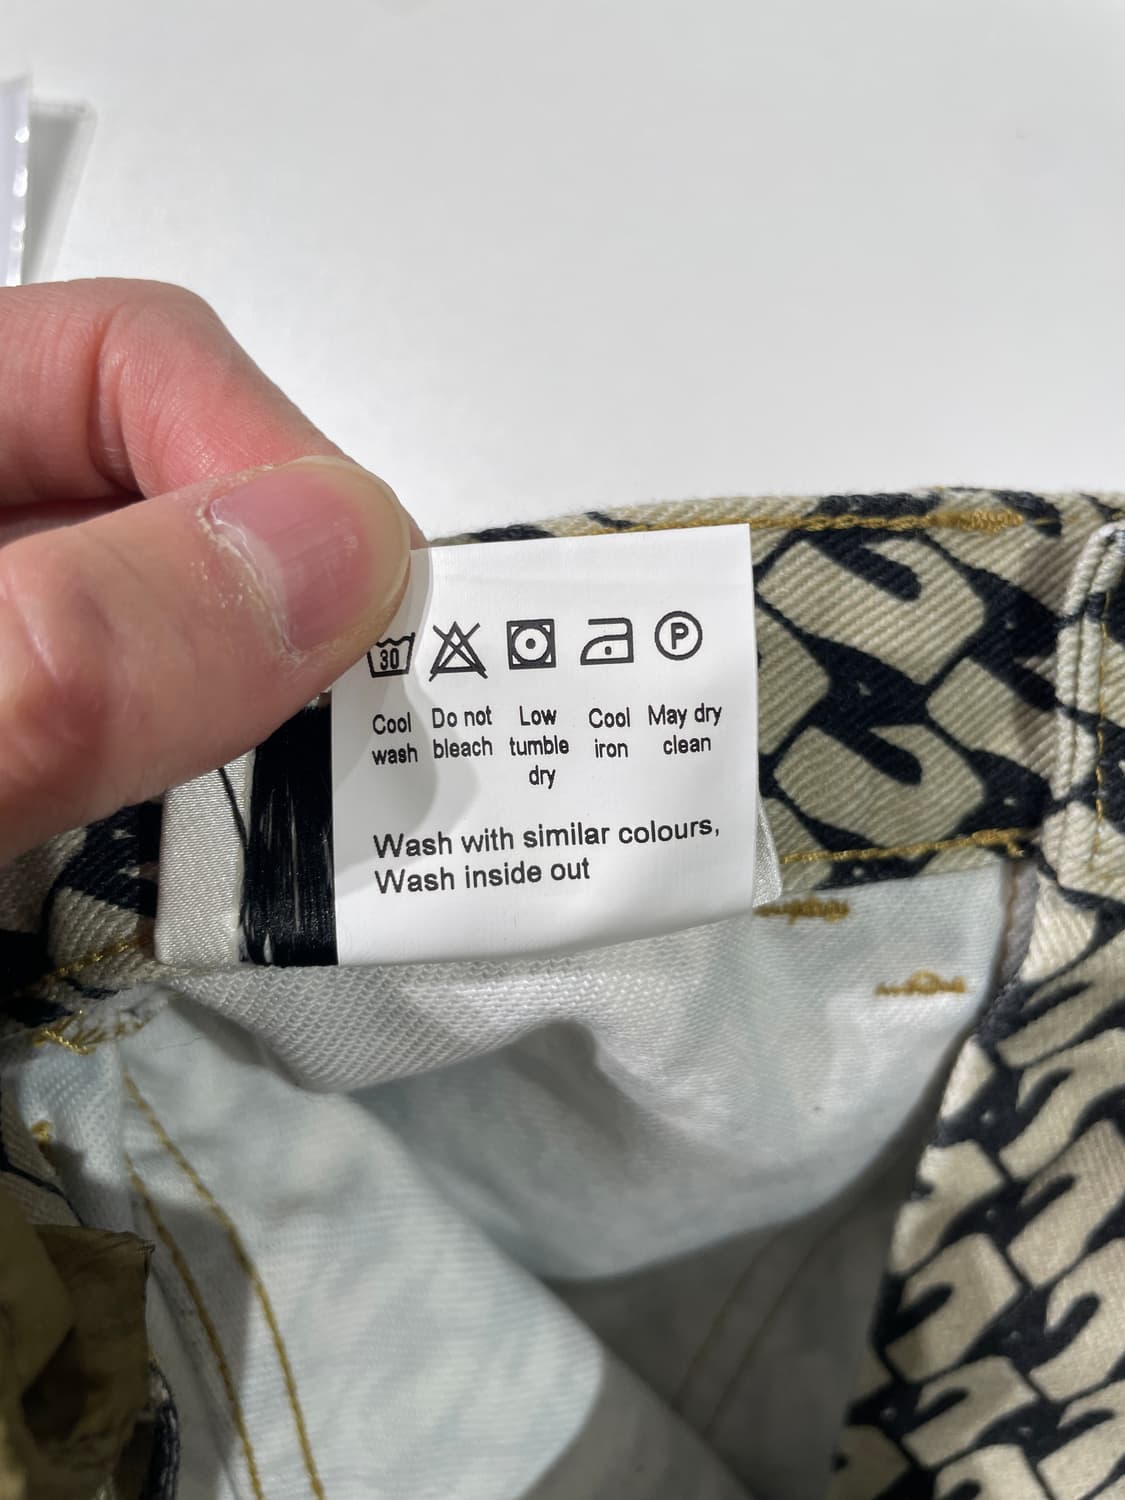 30 P
Cool wash
Do not bleach
Low tumble dry
Cool iron
May dry clean
Wash with similar colours,
Wash inside out